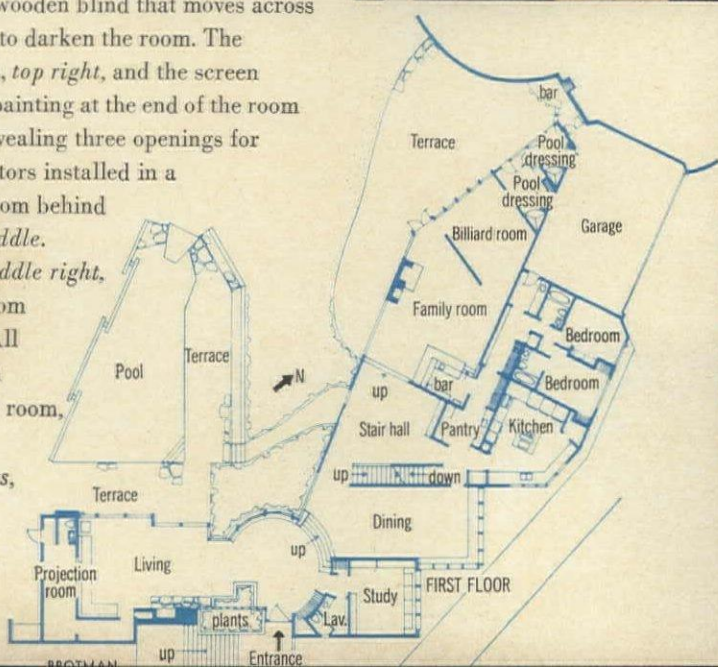 wooden blind that moves across
to darken the room. The
, top right, and the screen
painting at the end of the room
vealing three openings for
tors installed in a
om behind
ddle.
ddle right,
om
All
room,
s,
bar
Terrace
Pool
dressing
Pool
dressing
Billiard room
Garage
Family room
Bedroom
Pool
Terrace
N
up
bar
Bedroom
Stair hall
Pantry
Kitchen
up
down
Terrace
Dining
up
Projection
room
Living
Study
FIRST FLOOR
plants
Lav.
up
Entrance
BROTMAN